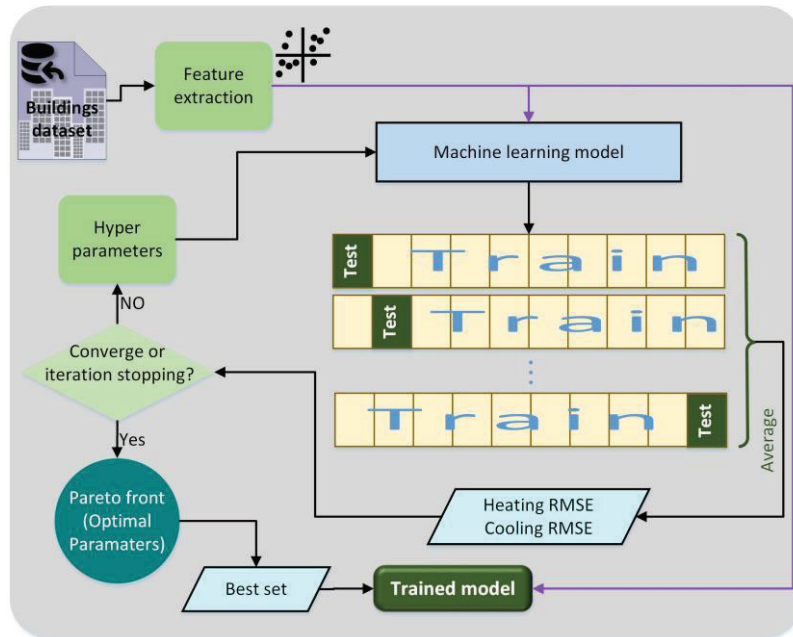 Buildings
dataset
Feature
extraction
Machine learning model
Hyper
parameters
Test
Train
Test
Train
Train
Test
NO
Converge or
iteration stopping?
Yes
Average
Pareto front
(Optimal
Paramaters)
Heating RMSE
Cooling RMSE
Best set
Trained model